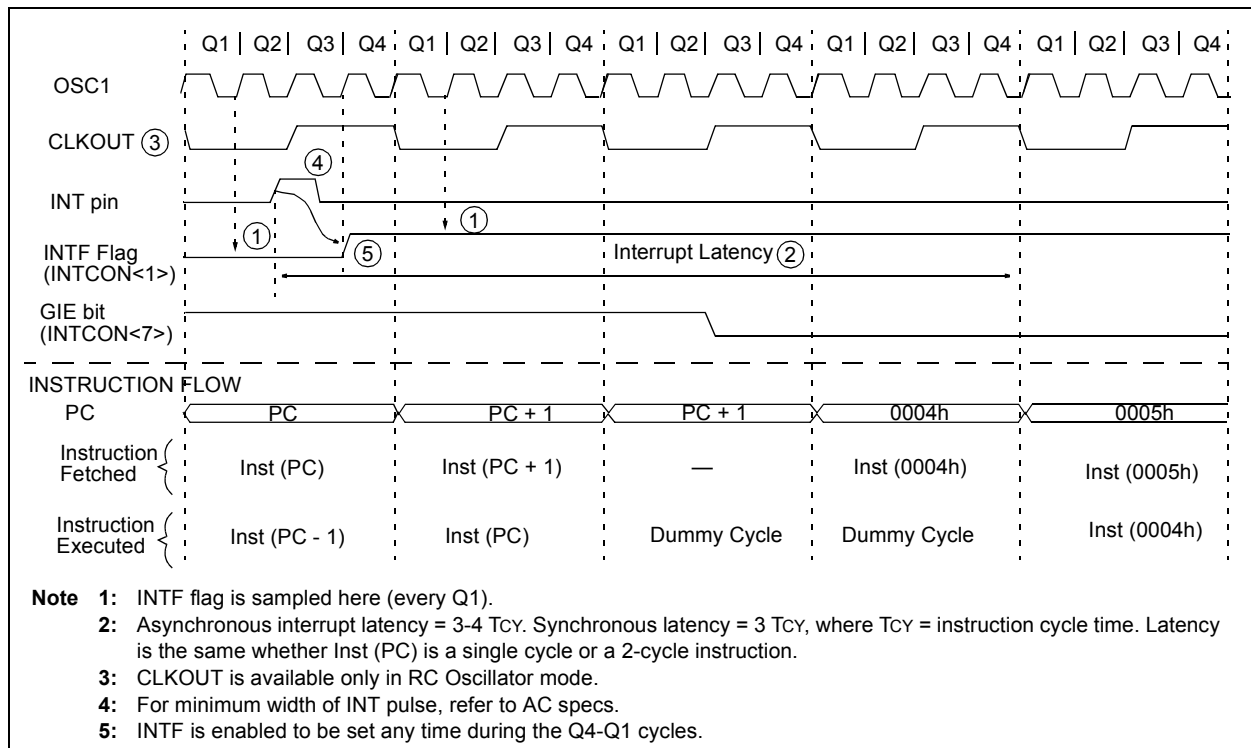 Q1 | Q2 | Q3 | Q4 Q1 | Q2 | Q3 | Q4 Q1 | Q2 | Q3 | Q4 Q1 | Q2 | Q3 | Q4 Q1 | Q2 | Q3 | Q4
OSC1
CLKOUT 3
4
INT pin
1 1
INTF Flag
(INTCON<1>)
5 Interrupt Latency 2
GIE bit
(INTCON<7>)
INSTRUCTION FLOW
PC PC PC + 1 PC + 1 0004h 0005h
Instruction
Fetched
Inst (PC) Inst (PC + 1) — Inst (0004h) Inst (0005h)
Instruction
Executed
Inst (PC - 1) Inst (PC) Dummy Cycle Dummy Cycle Inst (0004h)
Note 1: INTF flag is sampled here (every Q1).
2: Asynchronous interrupt latency = 3-4 TCY. Synchronous latency = 3 TCY, where TCY = instruction cycle time. Latency
is the same whether Inst (PC) is a single cycle or a 2-cycle instruction.
3: CLKOUT is available only in RC Oscillator mode.
4: For minimum width of INT pulse, refer to AC specs.
5: INTF is enabled to be set any time during the Q4-Q1 cycles.